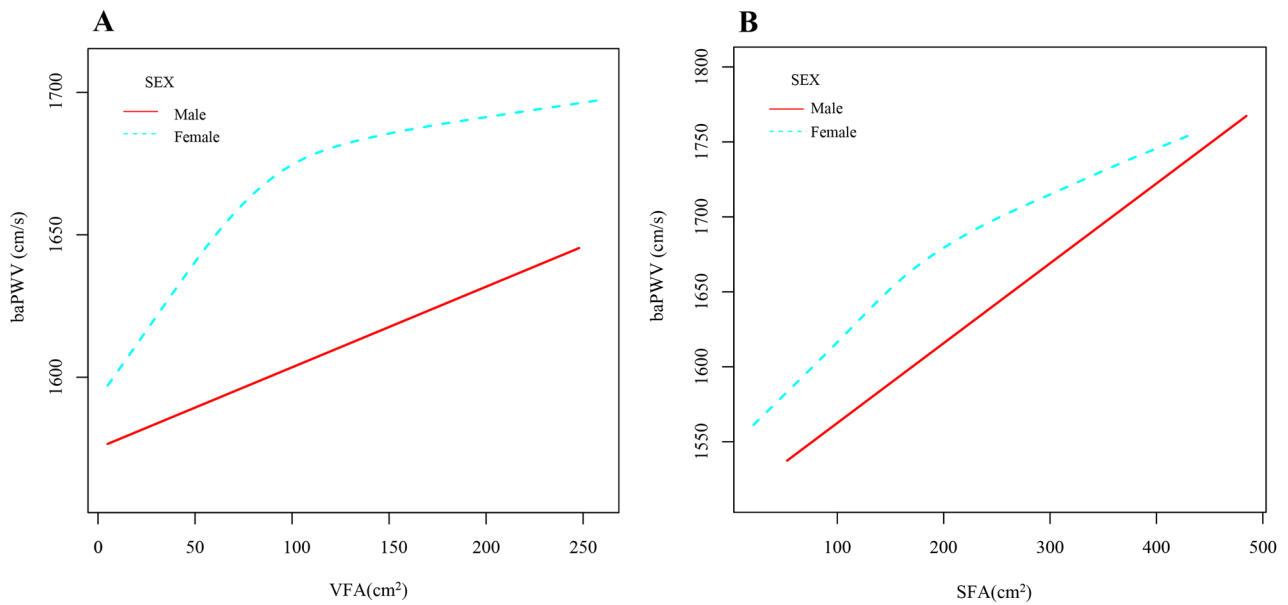 A
SEX
Male
Female
baPWV (cm/s)
1700
1650
1600
0 50 100 150 200 250
VFA(cm²)
B
SEX
Male
Female
baPWV (cm/s)
1800
1750
1700
1650
1600
1550
100 200 300 400 500
SFA(cm²)